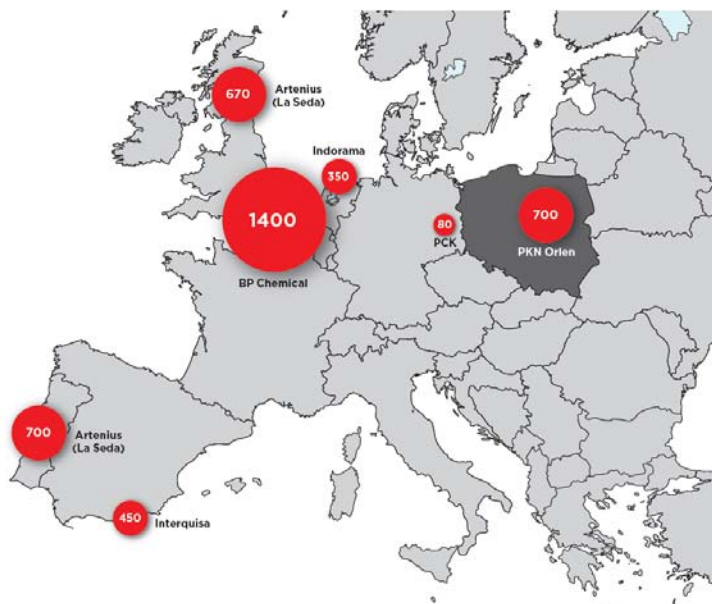 670
Artenius
(La Seda)
Indorama
350
1400
BP Chemical
80
PCK
700
PKN Orlen
700
Artenius
(La Seda)
450
Interquisa